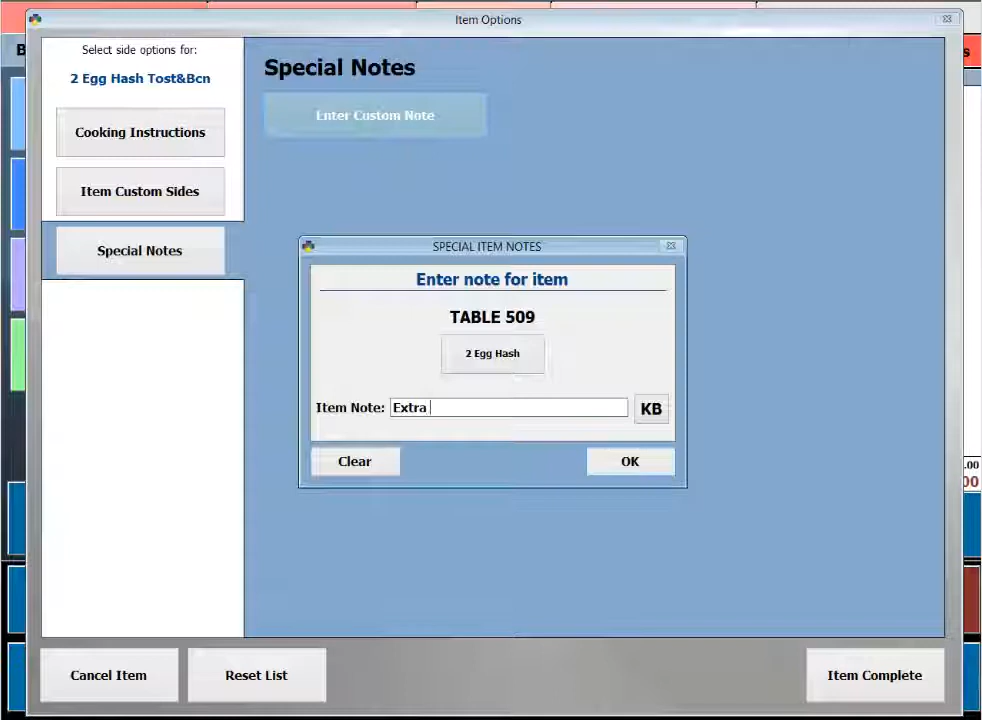 Item Options
B
s
Select side options for:
2 Egg Hash Tost&Bcn
Cooking Instructions
Item Custom Sides
Special Notes
Special Notes
Enter Custom Note
SPECIAL ITEM NOTES
Enter note for item
TABLE 509
2 Egg Hash
Item Note: Extra
KB
Clear
OK
.00
00
Cancel Item
Reset List
Item Complete